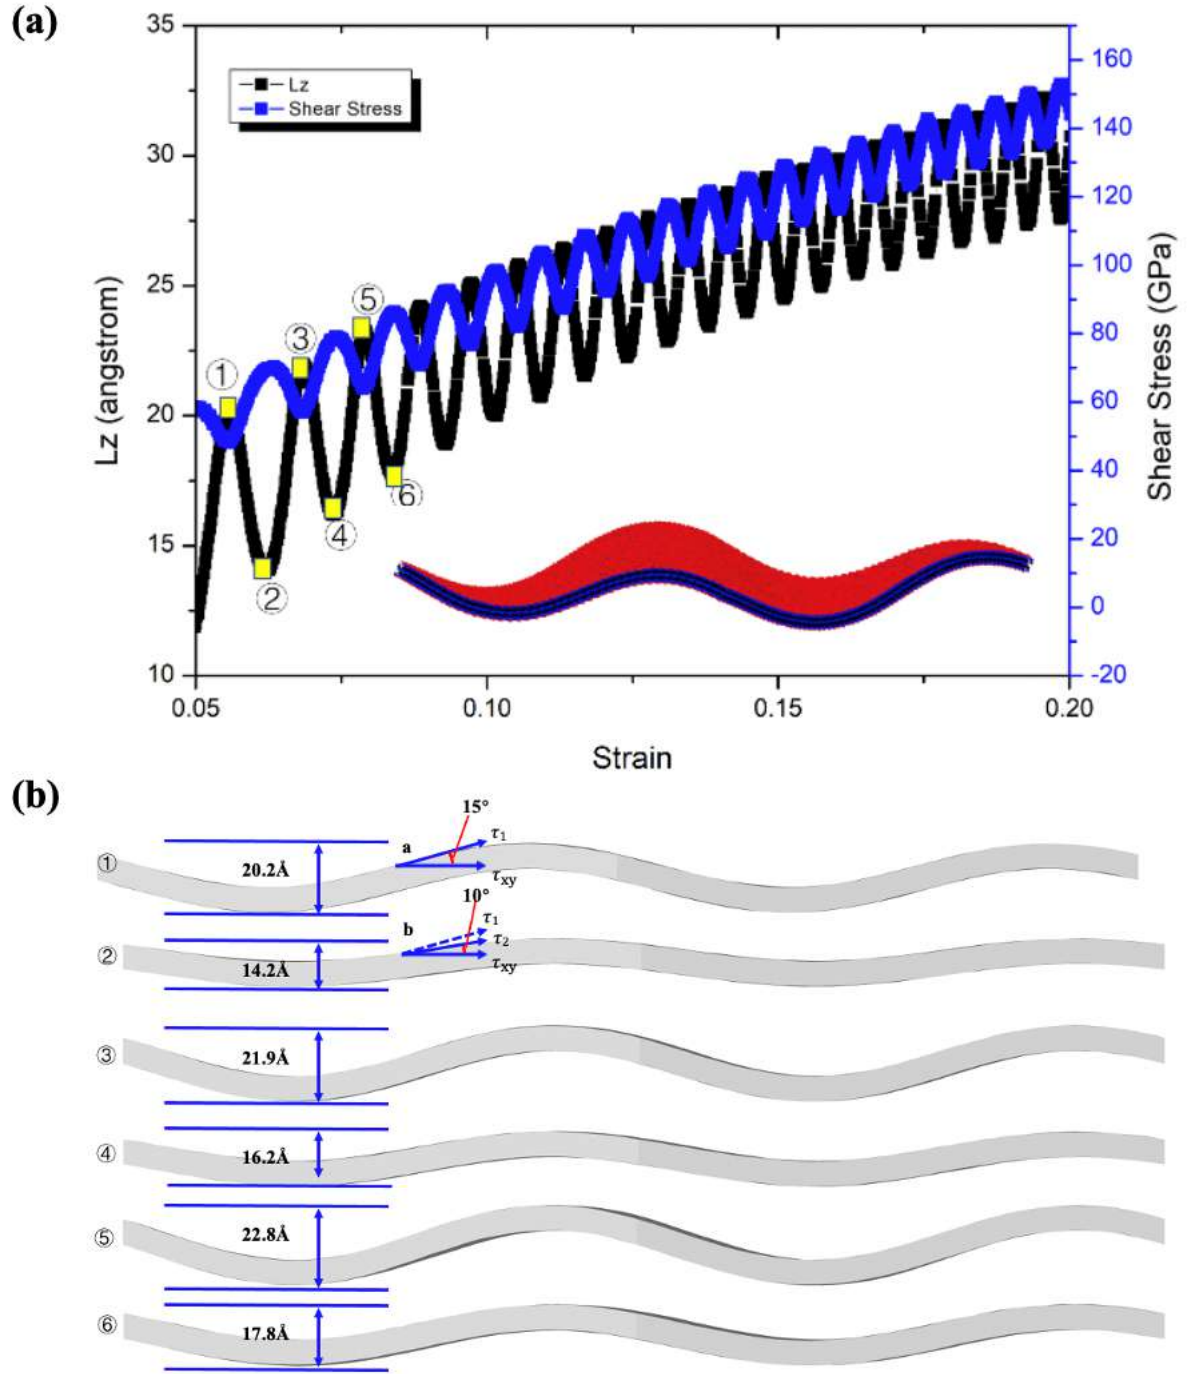 (a)
35
30
25
20
15
10
Lz (angstrom)
Lz
Shear Stress
①
②
③
④
⑤
⑥
160
140
120
100
80
60
40
20
0
-20
Shear Stress (GPa)
0.05
0.10
0.15
0.20
Strain
(b)
①
20.2Å
a
15°
τ1
τxy
②
14.2Å
b
10°
τ1
τ2
τxy
③
21.9Å
④
16.2Å
⑤
22.8Å
⑥
17.8Å